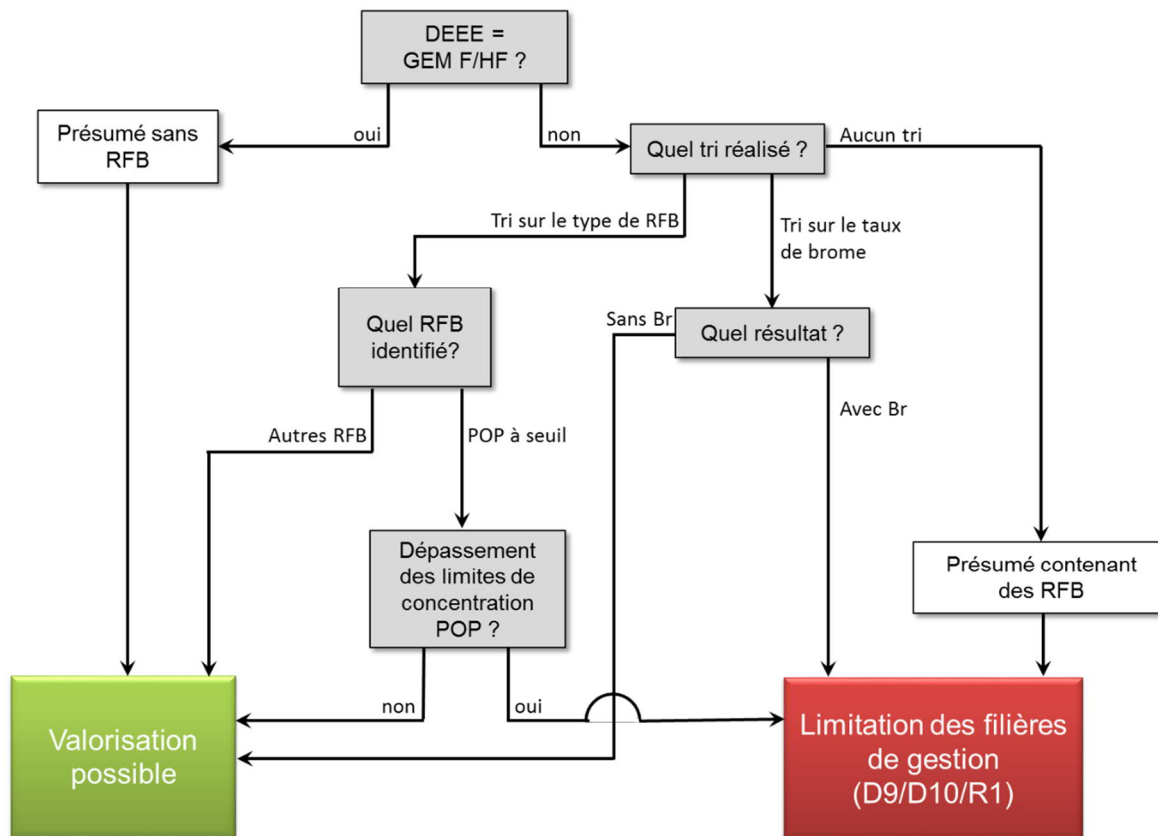 DEEE =
GEM F/HF ?
oui
non
Présumé sans
RFB
Quel tri réalisé ?
Aucun tri
Tri sur le type de RFB
Tri sur le taux
de brome
Quel RFB
identifié?
Sans Br
Quel résultat ?
Autres RFB
POP à seuil
Avec Br
Dépassement
des limites de
concentration
POP ?
Présumé contenant
des RFB
non
oui
Valorisation
possible
Limitation des filières
de gestion
(D9/D10/R1)